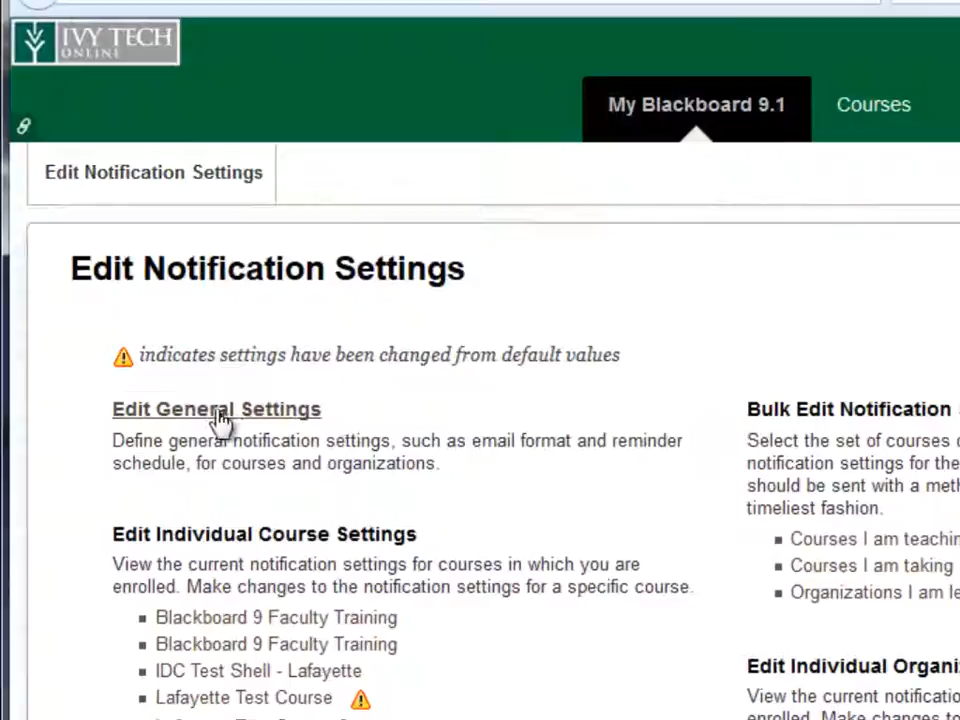 IVY TECH
ONLINE
My Blackboard 9.1
Courses
Edit Notification Settings
Edit Notification Settings
indicates settings have been changed from default values
Edit General Settings
Define general notification settings, such as email format and reminder
schedule, for courses and organizations.
Edit Individual Course Settings
View the current notification settings for courses in which you are
enrolled. Make changes to the notification settings for a specific course.
Blackboard 9 Faculty Training
Blackboard 9 Faculty Training
IDC Test Shell - Lafayette
Lafayette Test Course
Bulk Edit Notification
Select the set of courses
notification settings for the
should be sent with a
timeliest fashion.
Courses I am
Courses I am taking
Organizations I am
Edit Individual
View the current
enrolled. Make changes to the